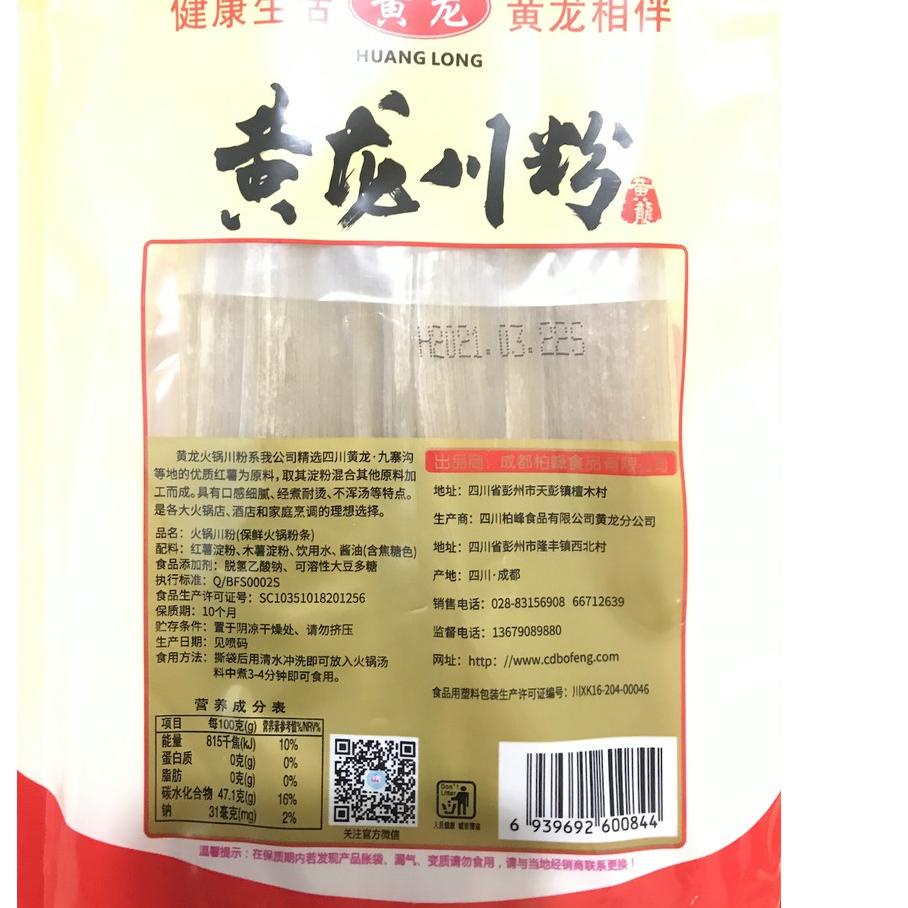 健康生活 黄龙 黄龙相伴
HUANG LONG
黄龙川粉
黄龍
H2021.03.22S
黄龙火锅川粉系我公司精选四川黄龙·九寨沟
等地的优质红薯为原料，取其淀粉混合其他原料加
工而成。具有口感细腻、经煮耐烫、不浑汤等特点。
是各大火锅店、酒店和家庭烹调的理想选择。
品名：火锅川粉(保鲜火锅粉条)
配料：红薯淀粉、木薯淀粉、饮用水、酱油(含焦糖色)
食品添加剂：脱氢乙酸钠、可溶性大豆多糖
执行标准：Q/BFS0002S
食品生产许可证号：SC10351018201256
保质期：10个月
贮存条件：置于阴凉干燥处、请勿挤压
生产日期：见喷码
食用方法：撕袋后用清水冲洗即可放入火锅汤
料中煮3-4分钟即可食用。
出品商：成都柏峰食品有限公司
地址：四川省彭州市天彭镇檀木村
生产商：四川柏峰食品有限公司黄龙分公司
地址：四川省彭州市隆丰镇西北村
产地：四川·成都
销售电话：028-83156908 66712639
监督电话：13679089880
网址：http：//www.cdbofeng.com
食品用塑料包装生产许可证编号：川XK16-204-00046
营养成分表
项目 每100克(g) 营养素参考值%NRV%
能量 815千焦(kJ) 10%
蛋白质 0克(g) 0%
脂肪 0克(g) 0%
碳水化合物 47.1克(g) 16%
钠 31毫克(mg) 2%
关注官方微信
Don't
Litter
6 939692 600844
温馨提示：在保质期内若发现产品胀袋、漏气、变质请勿食用，请与当地经销商联系更换！